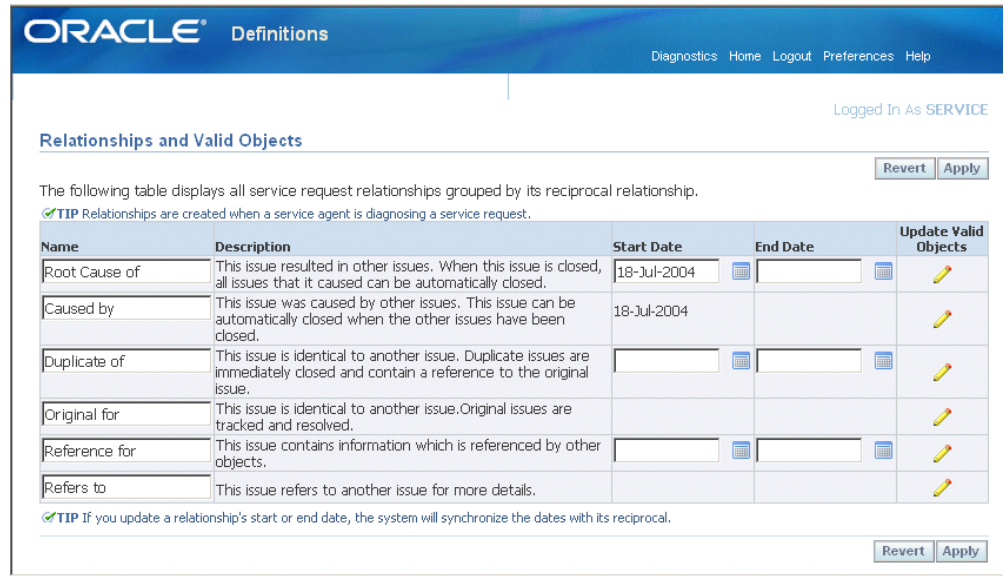 ORACLE® Definitions
Diagnostics Home Logout Preferences Help
Logged In As SERVICE
Relationships and Valid Objects
Revert Apply
The following table displays all service request relationships grouped by its reciprocal relationship.
TIP Relationships are created when a service agent is diagnosing a service request.
Name Description Start Date End Date Update Valid
Objects
Root Cause of This issue resulted in other issues. When this issue is closed, 18-Jul-2004
all issues that it caused can be automatically closed.
Caused by This issue was caused by other issues. This issue can be 18-Jul-2004
automatically closed when the other issues have been
closed.
Duplicate of This issue is identical to another issue. Duplicate issues are
immediately closed and contain a reference to the original
issue.
Original for This issue is identical to another issue.Original issues are
tracked and resolved.
Reference for This issue contains information which is referenced by other
objects.
Refers to This issue refers to another issue for more details.
TIP If you update a relationship's start or end date, the system will synchronize the dates with its reciprocal.
Revert Apply